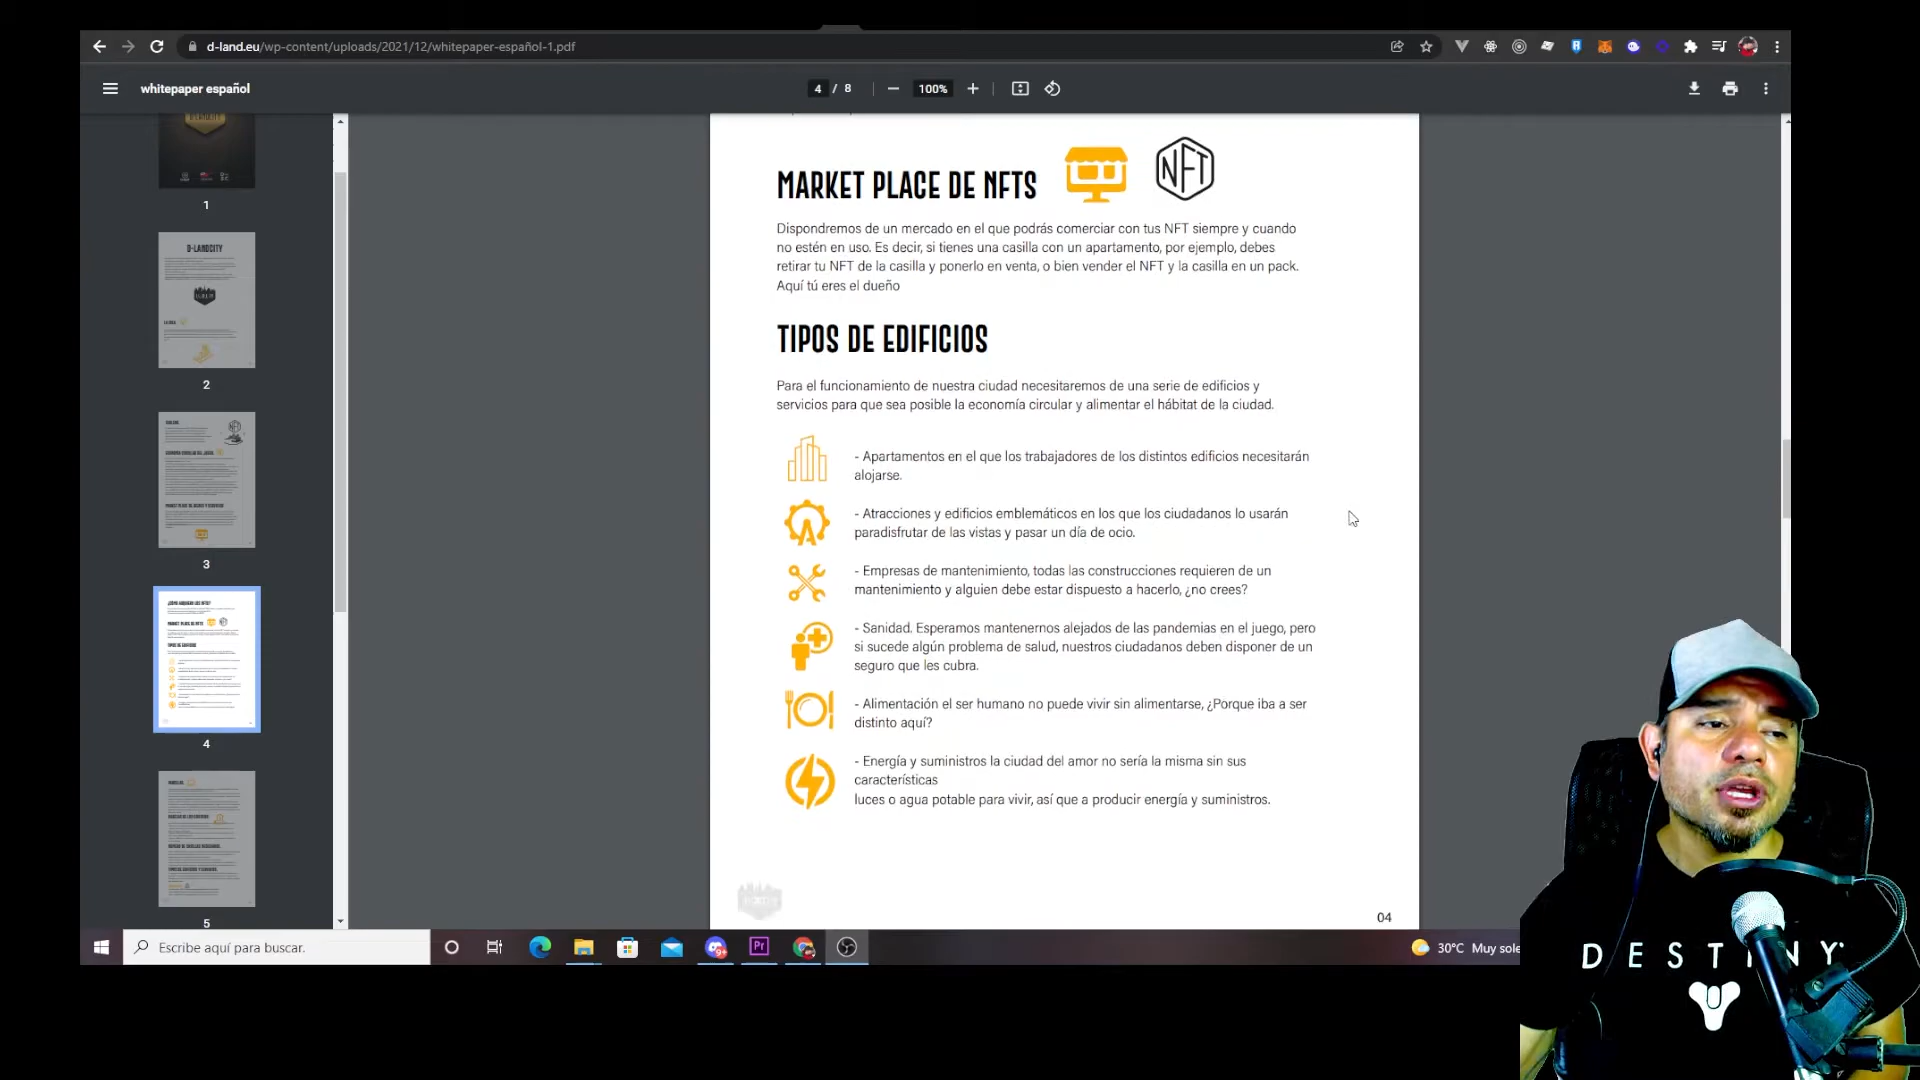 d-land.eu/wp-content/uploads/2021/12/whitepaper-español-1.pdf
whitepaper español
4 / 8
100%
MARKET PLACE DE NFTS
NFT
Dispondremos de un mercado en el que podrás comerciar con tus NFT siempre y cuando
no estén en uso. Es decir, si tienes una casilla con un apartamento, por ejemplo, debes
retirar tu NFT de la casilla y ponerlo en venta, o bien vender el NFT y la casilla en un pack.
Aquí tú eres el dueño
TIPOS DE EDIFICIOS
Para el funcionamiento de nuestra ciudad necesitaremos de una serie de edificios y
servicios para que sea posible la economía circular y alimentar el hábitat de la ciudad.
- Apartamentos en el que los trabajadores de los distintos edificios necesitarán
alojarse.
- Atracciones y edificios emblemáticos en los que los ciudadanos lo usarán
paradisfrutar de las vistas y pasar un día de ocio.
- Empresas de mantenimiento, todas las construcciones requieren de un
mantenimiento y alguien debe estar dispuesto a hacerlo, ¿no crees?
- Sanidad. Esperamos mantenernos alejados de las pandemias en el juego, pero
si sucede algún problema de salud, nuestros ciudadanos deben disponer de un
seguro que les cubra.
- Alimentación el ser humano no puede vivir sin alimentarse, ¿Porque iba a ser
distinto aquí?
- Energía y suministros la ciudad del amor no sería la misma sin sus
características
luces o agua potable para vivir, así que a producir energía y suministros.
04
1
D-LANDCITY
2
3
MARKET PLACE DE NFTS
TIPOS DE EDIFICIOS
4
5
Escribe aquí para buscar.
Pr
30°C Muy sole
DESTINY